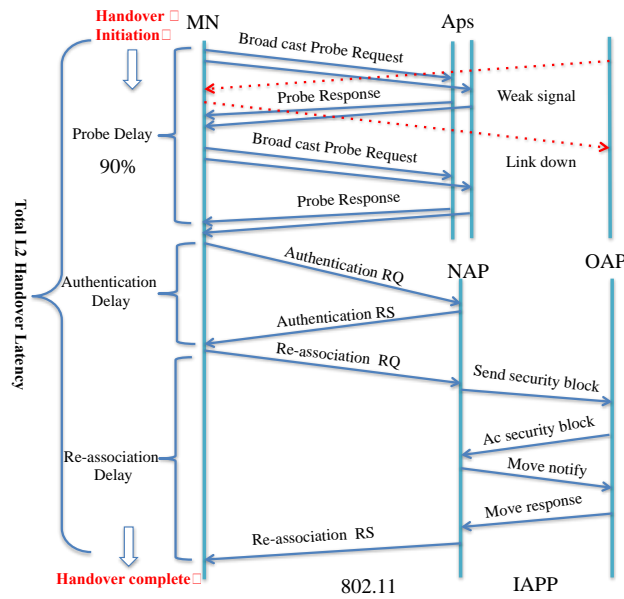 Handover
Initiation
MN
Aps
Broad cast Probe Request
Weak signal
Probe Response
Probe Delay
90%
Broad cast Probe Request
Link down
Probe Response
Total L2 Handover Latency
Authentication RQ
NAP
OAP
Authentication
Delay
Authentication RS
Re-association RQ
Send security block
Ac security block
Re-association
Delay
Move notify
Move response
Re-association RS
Handover complete
802.11
IAPP